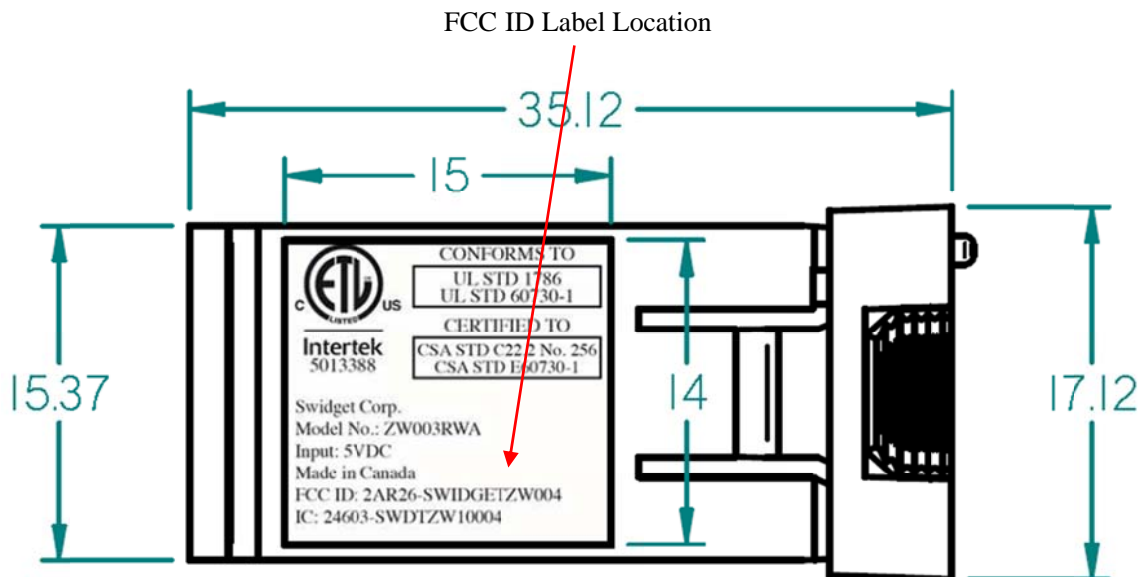 FCC ID Label Location
35.12
15
15.37
14
17.12
ETL
CM
LISTED
C
US
Intertek
5013388
CONFORMS TO
UL STD 1786
UL STD 60730-1
CERTIFIED TO
CSA STD C22.2 No. 256
CSA STD E60730-1
Swidget Corp.
Model No.: ZW003RWA
Input: 5VDC
Made in Canada
FCC ID: 2AR26-SWIDGETZW004
IC: 24603-SWDTZW10004